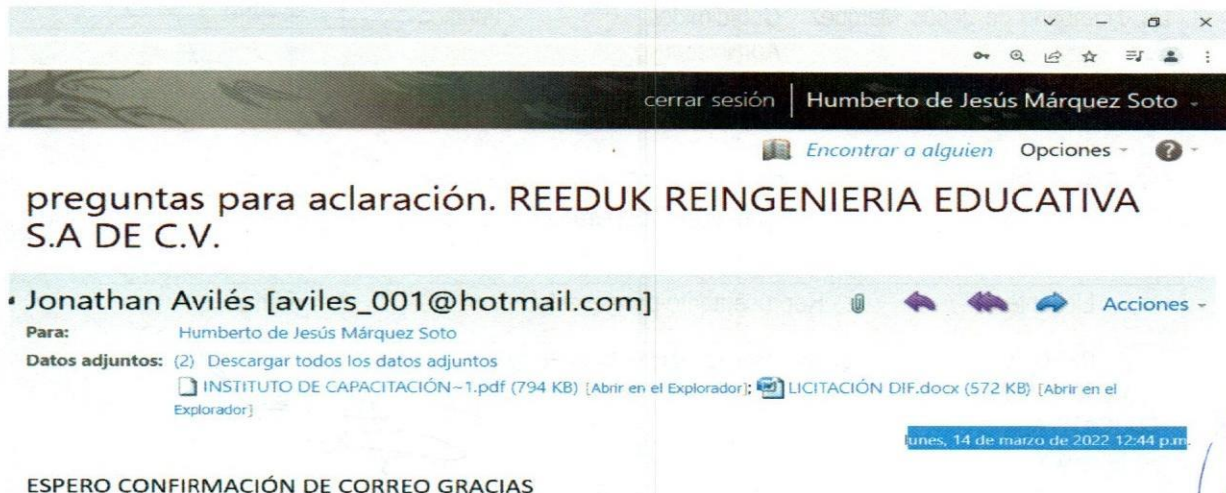 cerrar sesión | Humberto de Jesús Márquez Soto
Encontrar a alguien Opciones
preguntas para aclaración. REEDUK REINGENIERIA EDUCATIVA
S.A DE C.V.
Jonathan Avilés [aviles_001@hotmail.com] Acciones
Para: Humberto de Jesús Márquez Soto
Datos adjuntos: (2) Descargar todos los datos adjuntos
INSTITUTO DE CAPACITACIÓN~1.pdf (794 KB) [Abrir en el Explorador]; LICITACIÓN DIF.docx (572 KB) [Abrir en el
Explorador]
lunes, 14 de marzo de 2022 12:44 p.m.
ESPERO CONFIRMACIÓN DE CORREO GRACIAS